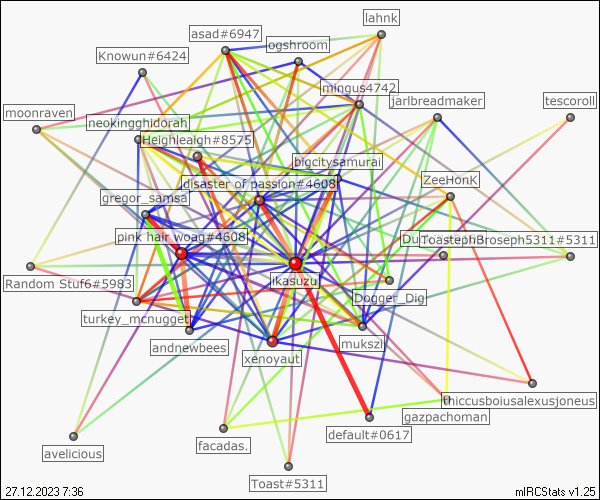 lahnk
asad#6947
ogshroom
Knowun#6424
mingus4742
jarlbreadmaker
tescoroll
moonraven
neokingghidorah
Heighleaigh#8575
bigcitysamurai
disaster of passion#4608
ZeeHonK
gregor_samsa
pink hair woag#4608
Du
Toasteph
Broseph5311#5311
ikasuzu
Random Stuf6#5983
Dogger_Dig
turkey_mcnugget
andnewbees
mukszi
xenoyaut
thiccusboiusalexusjoneus
gazpachoman
default#0617
avelicious
facadas.
Toast#5311
27.12.2023 7:36
mIRCStats v1.25